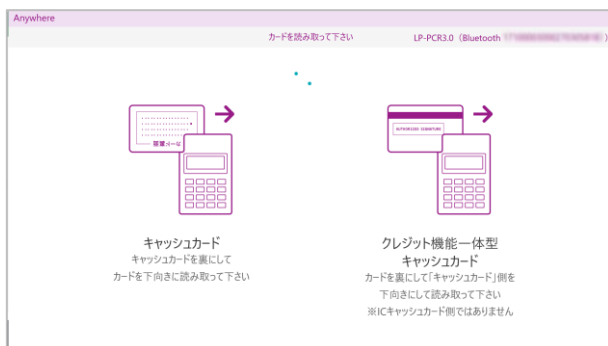 Anywhere
カードを読み取って下さい
LP-PCR3.0（Bluetooth
AUTHORIZED SIGNATURE
カード裏面
キャッシュカード
キャッシュカードを裏にして
カードを下向きに読み取って下さい
クレジット機能一体型
キャッシュカード
カードを裏にして「キャッシュカード」側を
下向きにして読み取って下さい
※ICキャッシュカード側ではありません